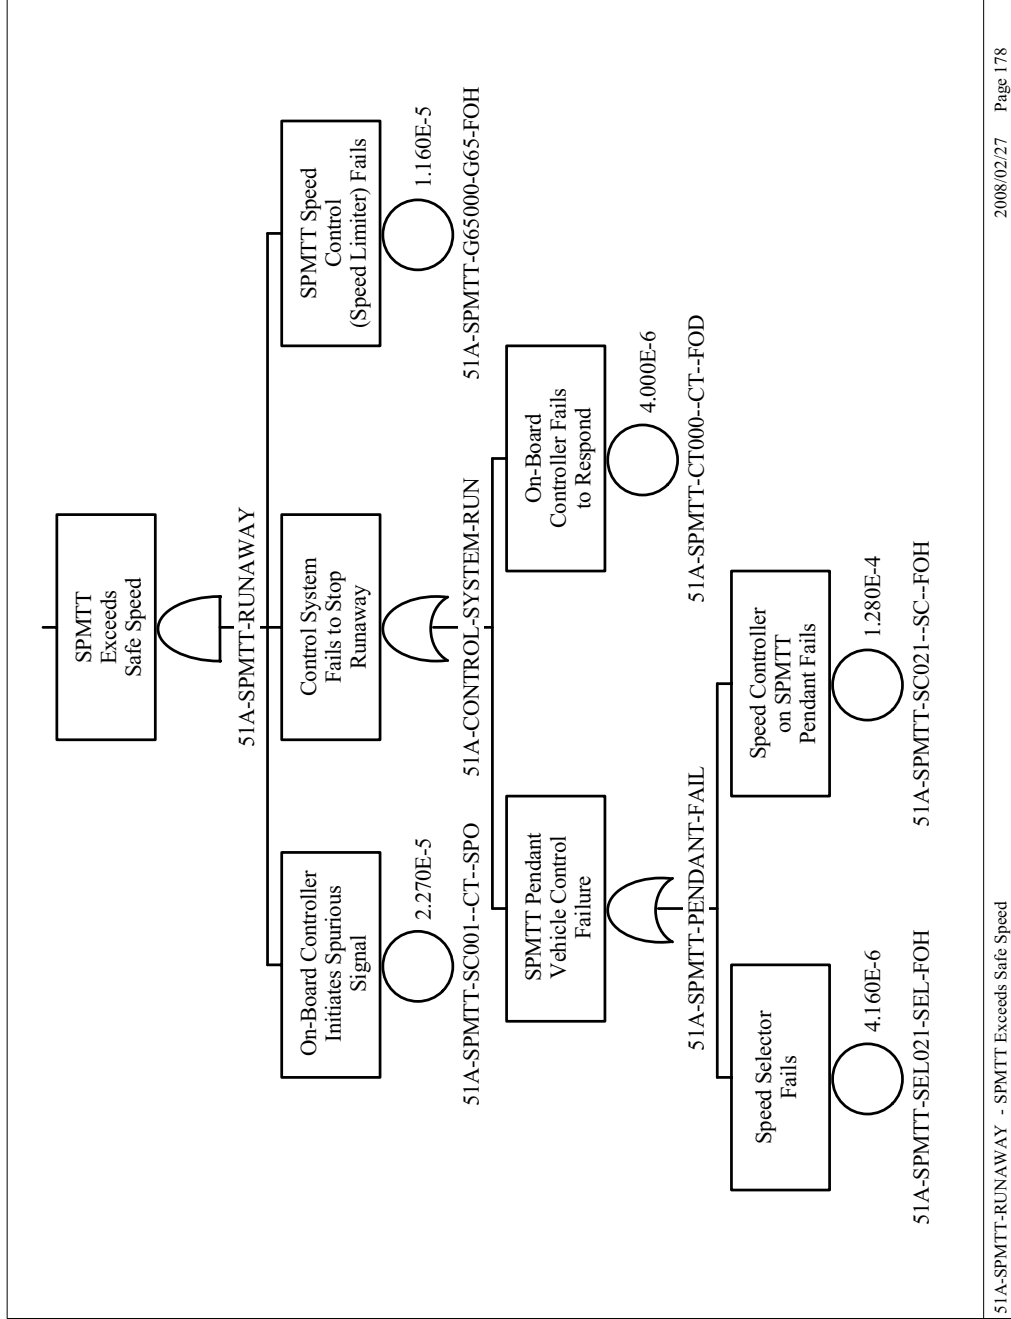 SPMTT
Exceeds
Safe Speed
51A-SPMTT-RUNAWAY
On-Board Controller
Initiates Spurious
Signal
2.270E-5
51A-SPMTT-SC001--CT--SPO
Control System
Fails to Stop
Runaway
51A-CONTROL-SYSTEM-RUN
SPMTT Speed
Control
(Speed Limiter) Fails
1.160E-5
51A-SPMTT-G65000-G65-FOH
SPMTT Pendant
Vehicle Control
Failure
51A-SPMTT-PENDANT-FAIL
On-Board
Controller Fails
to Respond
4.000E-6
51A-SPMTT-CT000--CT--FOD
Speed Selector
Fails
4.160E-6
51A-SPMTT-SEL021-SEL-FOH
Speed Controller
on SPMTT
Pendant Fails
1.280E-4
51A-SPMTT-SC021--SC--FOH
51A-SPMTT-RUNAWAY - SPMTT Exceeds Safe Speed
2008/02/27 Page 178